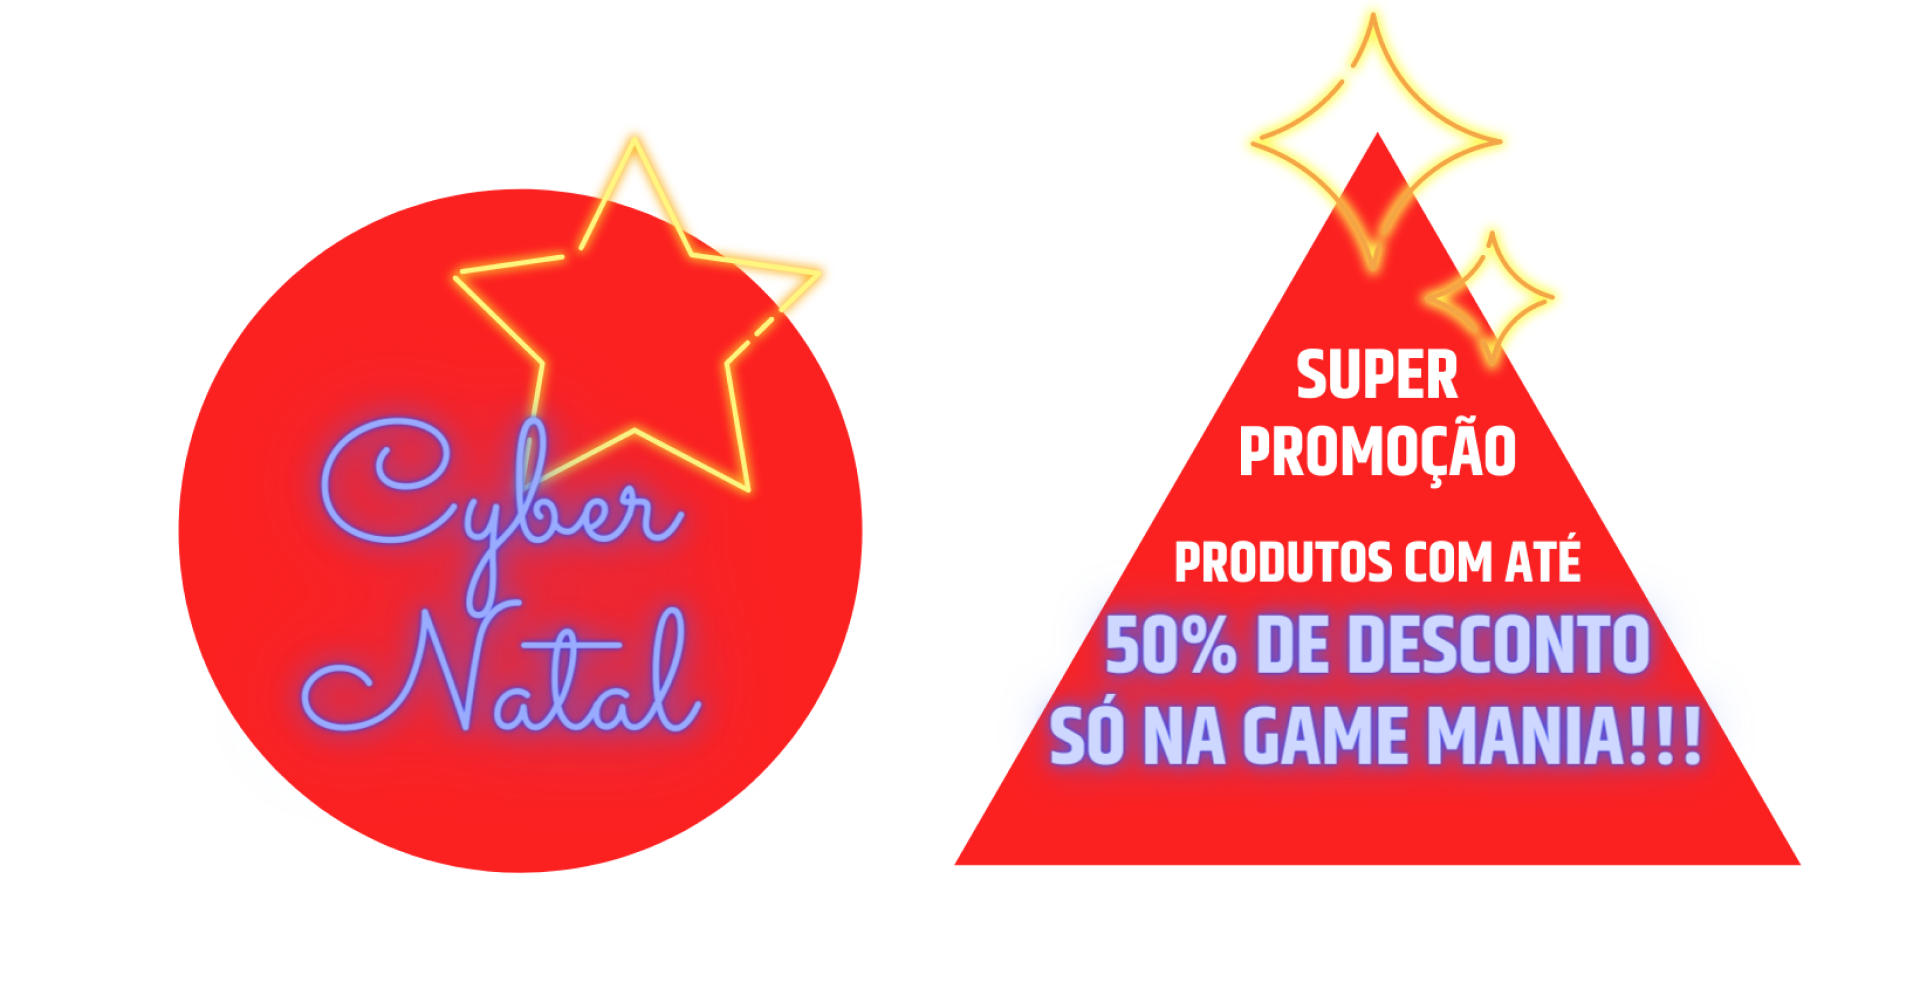 Cyber
Natal
SUPER
PROMOÇÃO
PRODUTOS COM ATÉ
50% DE DESCONTO
SÓ NA GAME MANIA!!!